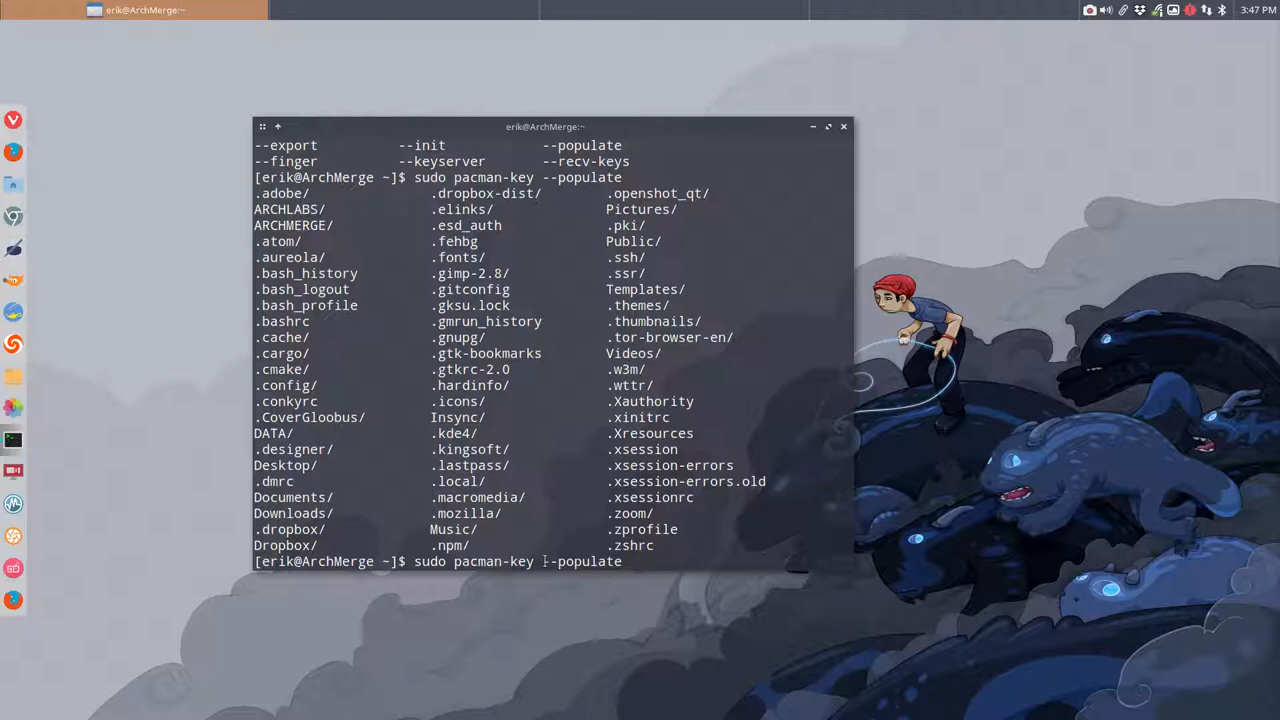 erik@ArchMerge:~
3:47 PM
erik@ArchMerge:~
--export --init --populate
--finger --keyserver --recv-keys
[erik@ArchMerge ~]$ sudo pacman-key --populate
.adobe/ .dropbox-dist/ .openshot_qt/
ARCHLABS/ .elinks/ Pictures/
ARCHMERGE/ .esd_auth .pki/
.atom/ .fehbg Public/
.aureola/ .fonts/ .ssh/
.bash_history .gimp-2.8/ .ssr/
.bash_logout .gitconfig Templates/
.bash_profile .gksu.lock .themes/
.bashrc .gmrun_history .thumbnails/
.cache/ .gnupg/ .tor-browser-en/
.cargo/ .gtk-bookmarks Videos/
.cmake/ .gtkrc-2.0 .w3m/
.config/ .hardinfo/ .wttr/
.conkyrc .icons/ .Xauthority
.CoverGloobus/ Insync/ .xinitrc
DATA/ .kde4/ .Xresources
.designer/ .kingsoft/ .xsession
Desktop/ .lastpass/ .xsession-errors
.dmrc .local/ .xsession-errors.old
Documents/ .macromedia/ .xsessionrc
Downloads/ .mozilla/ .zoom/
.dropbox/ Music/ .zprofile
Dropbox/ .npm/ .zshrc
[erik@ArchMerge ~]$ sudo pacman-key --populate